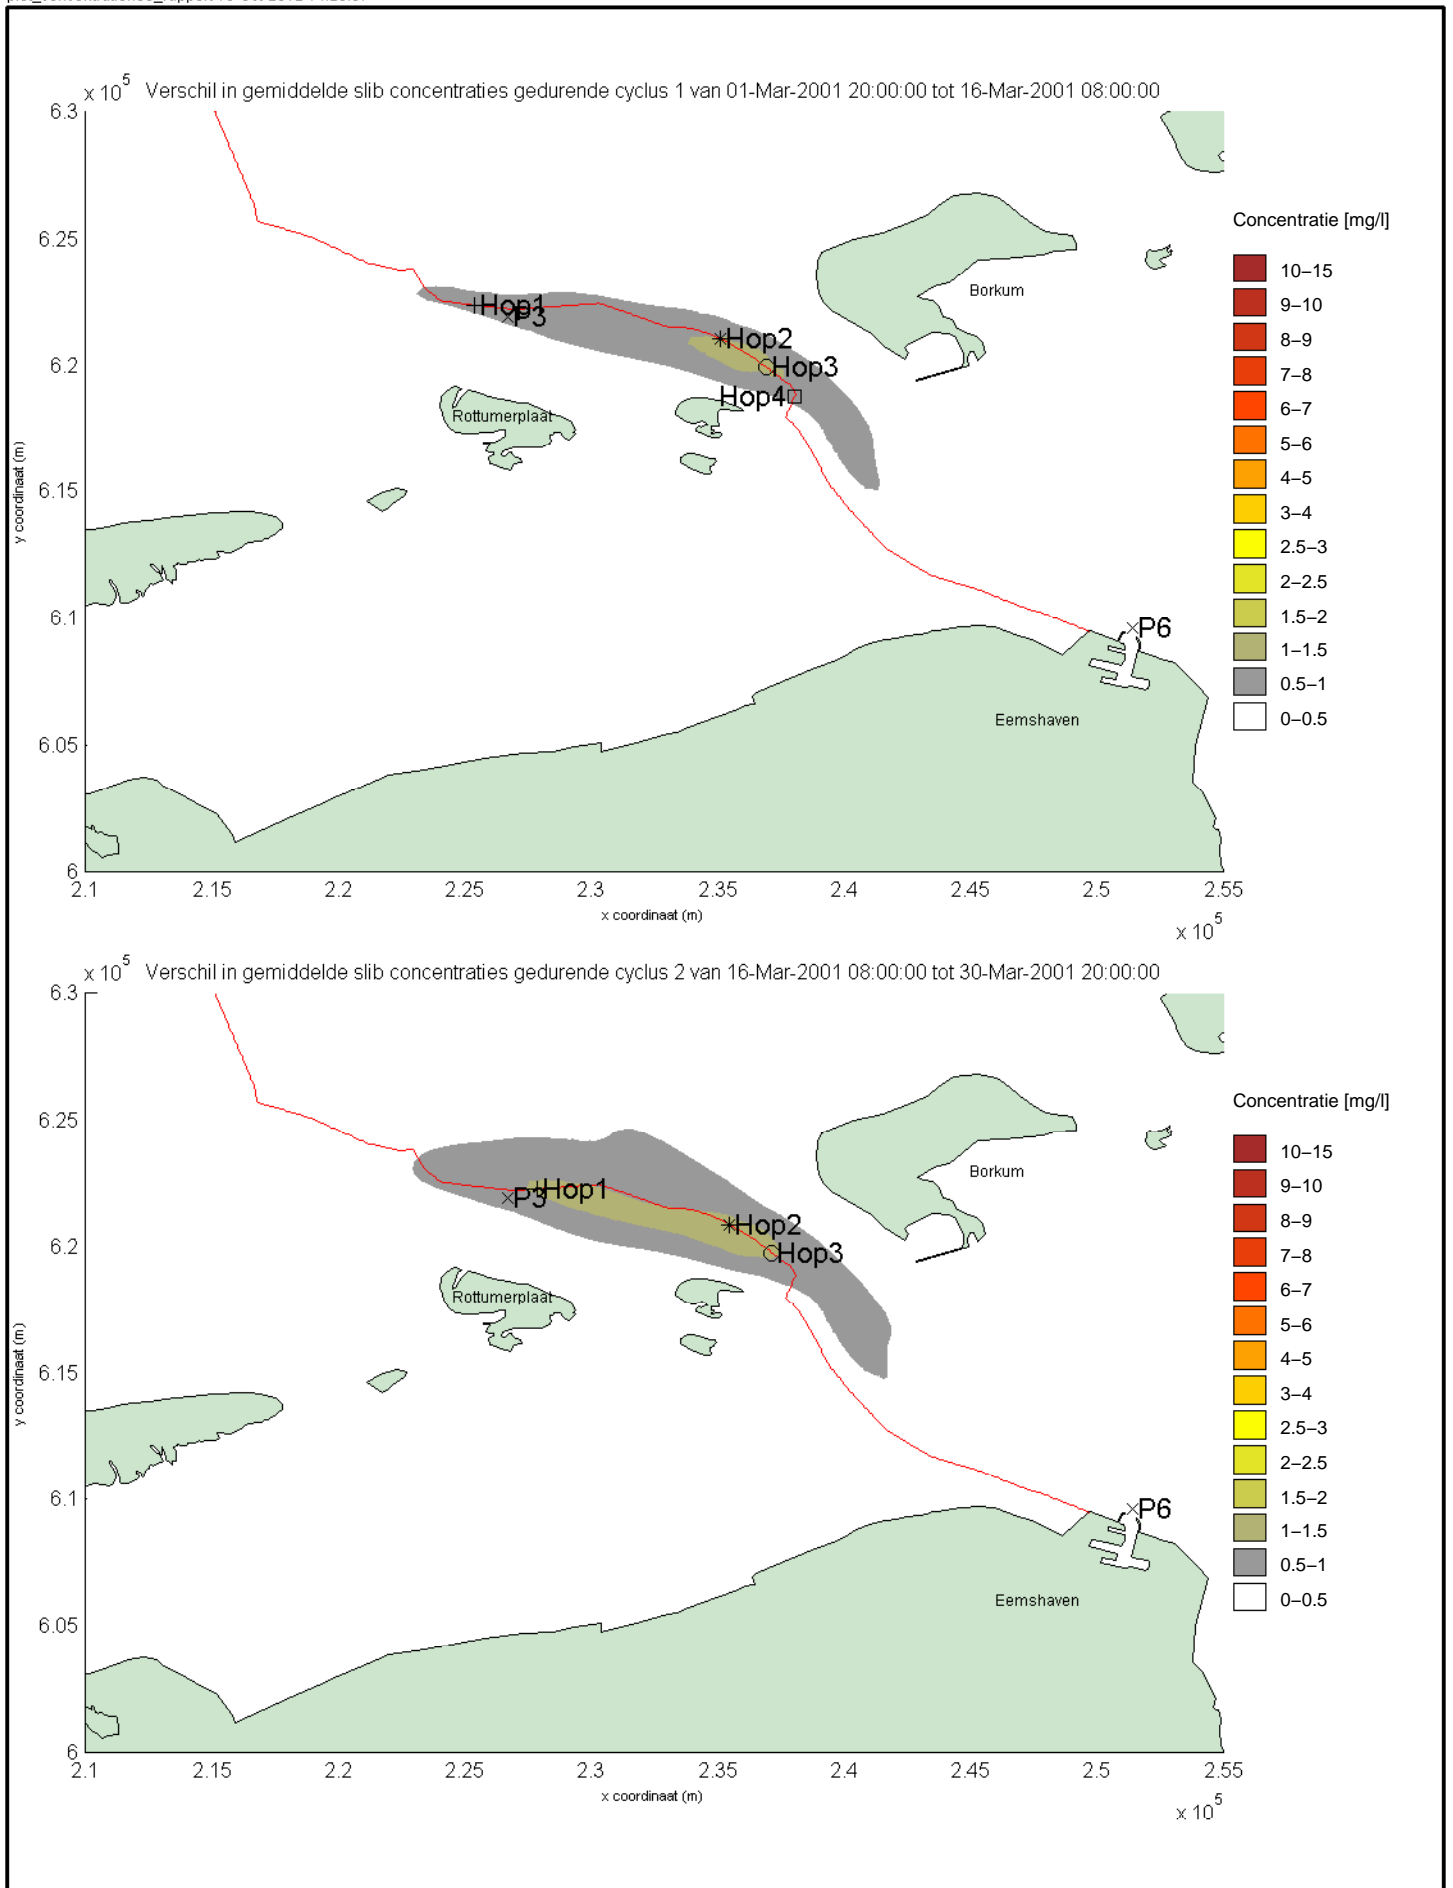 x 10^5 Verschil in gemiddelde slib concentraties gedurende cyclus 1 van 01-Mar-2001 20:00:00 tot 16-Mar-2001 08:00:00
6.3
6.25
6.2
6.15
6.1
6.05
6
y coordinaat (m)
Borkum
Hop1
P3
Hop2
Hop3
Hop4
Rottumerplaat
P6
Eemshaven
2.1 2.15 2.2 2.25 2.3 2.35 2.4 2.45 2.5 2.55
x coordinaat (m)
x 10^5
Concentratie [mg/l]
10–15
9–10
8–9
7–8
6–7
5–6
4–5
3–4
2.5–3
2–2.5
1.5–2
1–1.5
0.5–1
0–0.5
x 10^5 Verschil in gemiddelde slib concentraties gedurende cyclus 2 van 16-Mar-2001 08:00:00 tot 30-Mar-2001 20:00:00
6.3
6.25
6.2
6.15
6.1
6.05
6
y coordinaat (m)
Borkum
Hop1
P3
Hop2
Hop3
Rottumerplaat
P6
Eemshaven
2.1 2.15 2.2 2.25 2.3 2.35 2.4 2.45 2.5 2.55
x coordinaat (m)
x 10^5
Concentratie [mg/l]
10–15
9–10
8–9
7–8
6–7
5–6
4–5
3–4
2.5–3
2–2.5
1.5–2
1–1.5
0.5–1
0–0.5